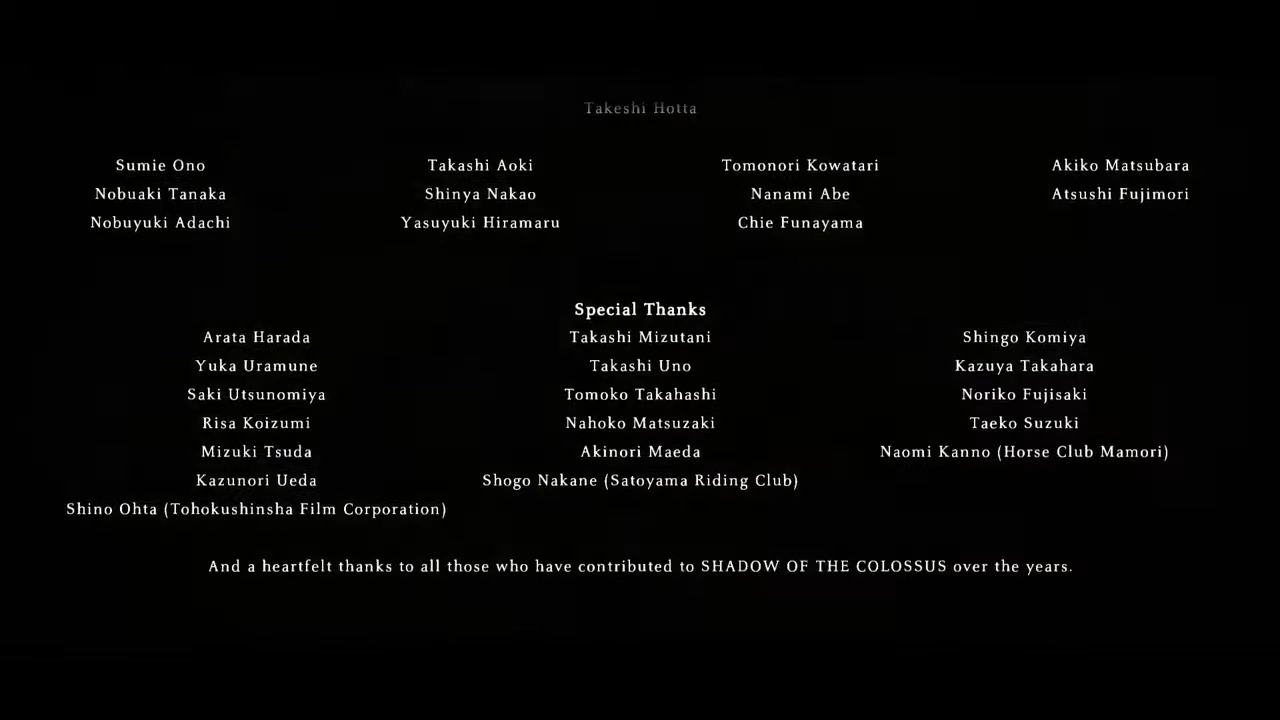 Takeshi Hotta
Sumie Ono Takashi Aoki Tomonori Kowatari Akiko Matsubara
Nobuaki Tanaka Shinya Nakao Nanami Abe Atsushi Fujimori
Nobuyuki Adachi Yasuyuki Hiramaru Chie Funayama
Special Thanks
Arata Harada Takashi Mizutani Shingo Komiya
Yuka Uramune Takashi Uno Kazuya Takahara
Saki Utsunomiya Tomoko Takahashi Noriko Fujisaki
Risa Koizumi Nahoko Matsuzaki Taeko Suzuki
Mizuki Tsuda Akinori Maeda Naomi Kanno (Horse Club Mamori)
Kazunori Ueda Shogo Nakane (Satoyama Riding Club)
Shino Ohta (Tohokushinsha Film Corporation)
And a heartfelt thanks to all those who have contributed to SHADOW OF THE COLOSSUS over the years.